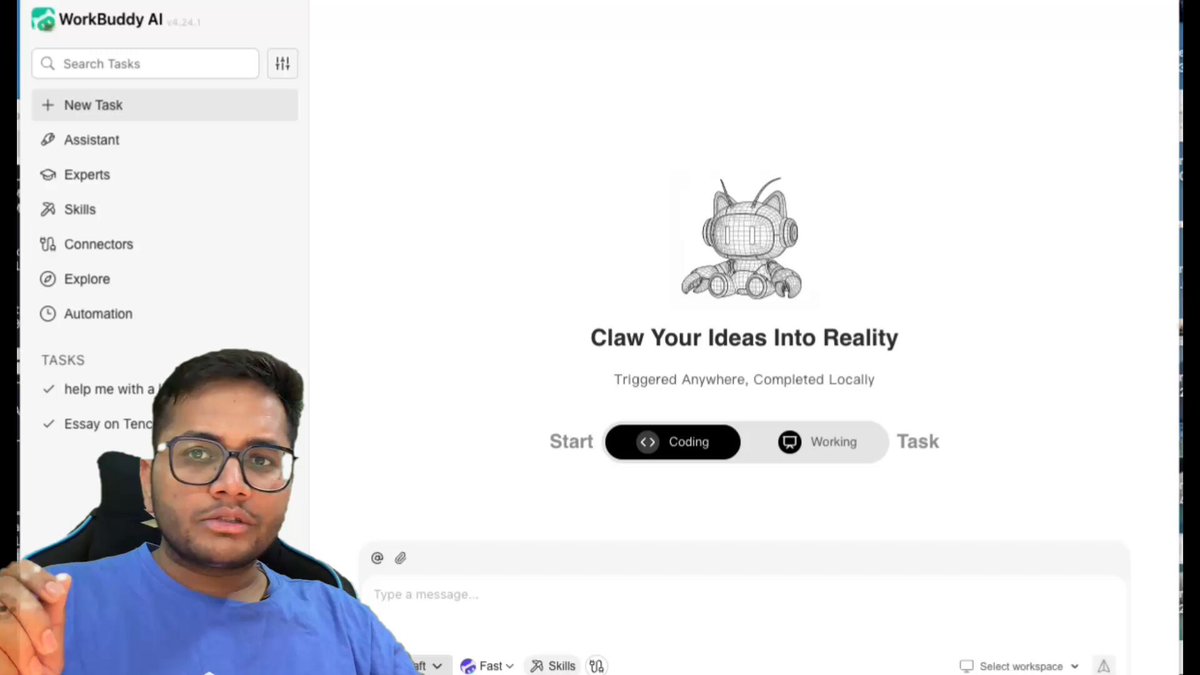 WorkBuddy AI v4.24.1
Search Tasks
New Task
Assistant
Experts
Skills
Connectors
Explore
Automation
TASKS
help me with a
Essay on Tenc
Claw Your Ideas Into Reality
Triggered Anywhere, Completed Locally
Start Coding Working Task
@
Type a message...
Fast Skills Select workspace